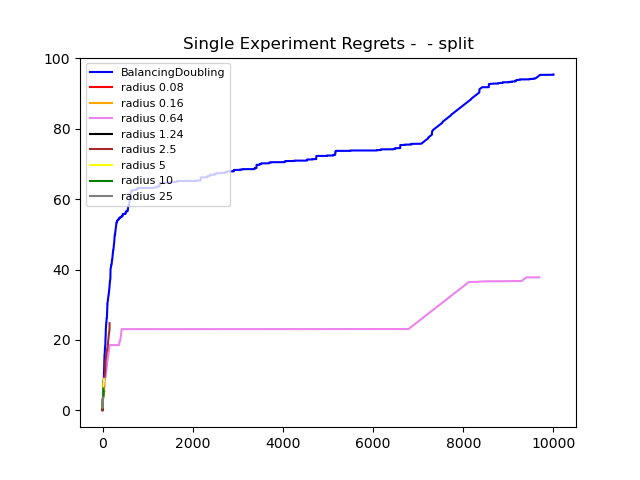 Single Experiment Regrets -  - split
100
80
60
40
20
0
BalancingDoubling
radius 0.08
radius 0.16
radius 0.64
radius 1.24
radius 2.5
radius 5
radius 10
radius 25
0 2000 4000 6000 8000 10000